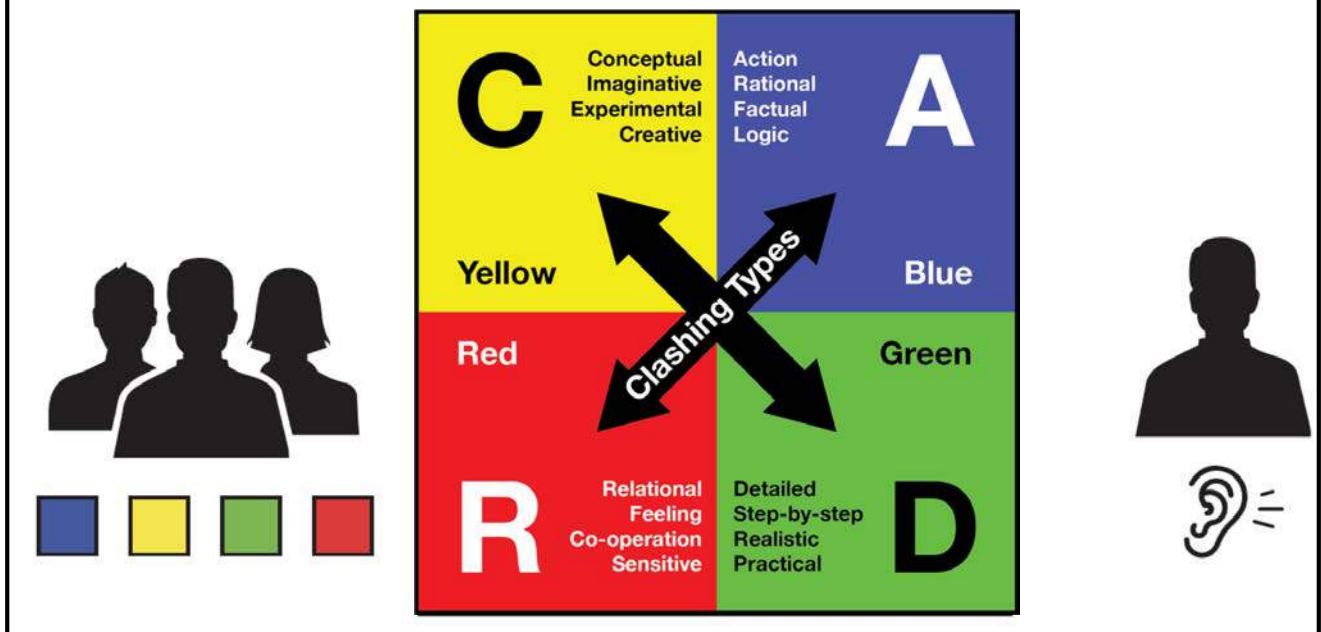 C
Conceptual
Imaginative
Experimental
Creative
Yellow
Action
Rational
Factual
Logic
A
Blue
Clashing Types
Red
R
Relational
Feeling
Co-operation
Sensitive
Green
Detailed
Step-by-step
Realistic
Practical
D